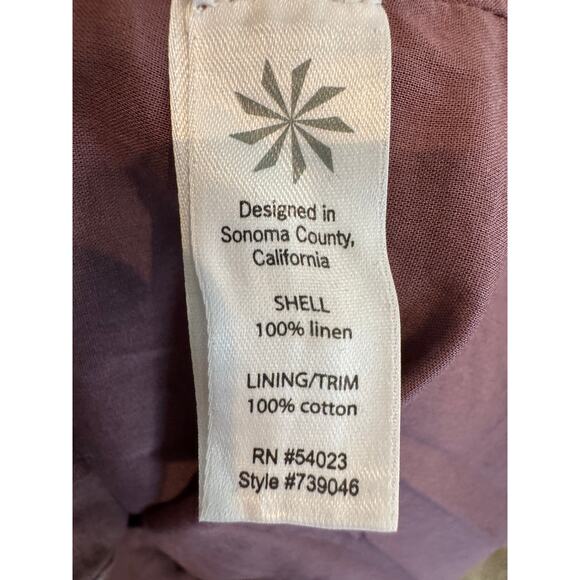 Designed in
Sonoma County,
California
SHELL
100% linen
LINING/TRIM
100% cotton
RN #54023
Style #739046